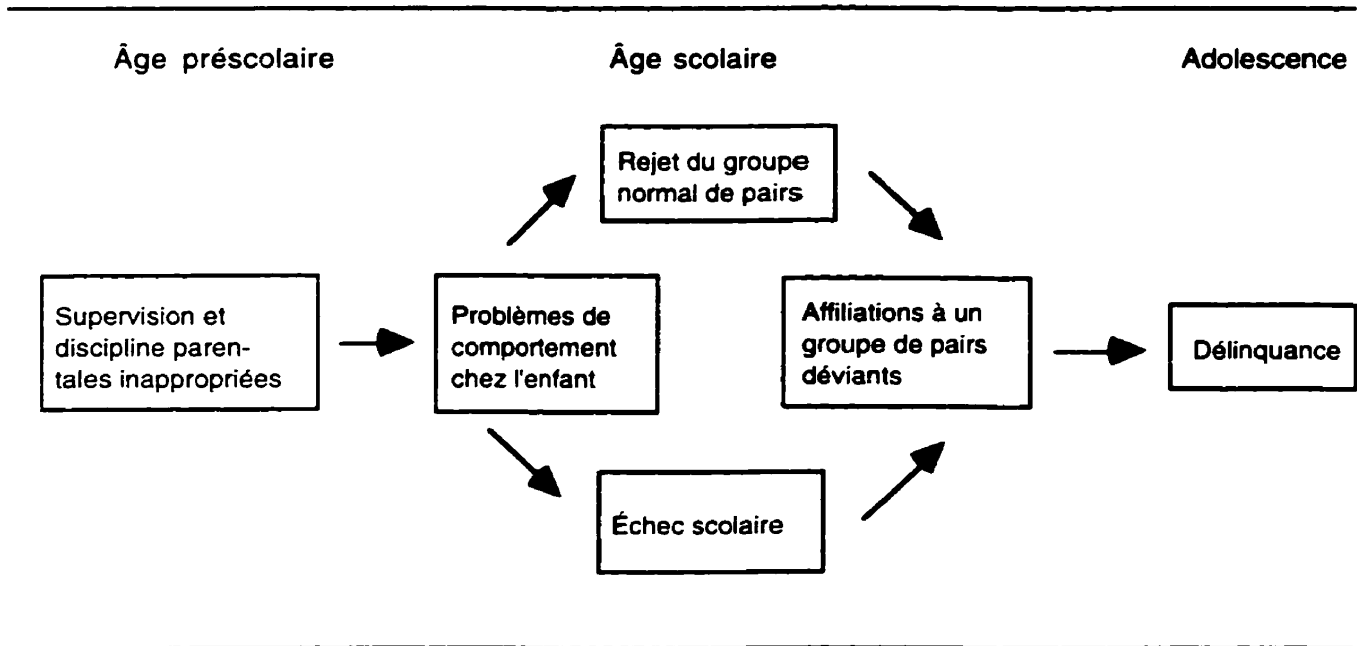 Âge préscolaire
Âge scolaire
Adolescence
Rejet du groupe
normal de pairs
Supervision et
discipline paren-
tales inappropriées
Problèmes de
comportement
chez l'enfant
Affiliations à un
groupe de pairs
déviants
Délinquance
Échec scolaire